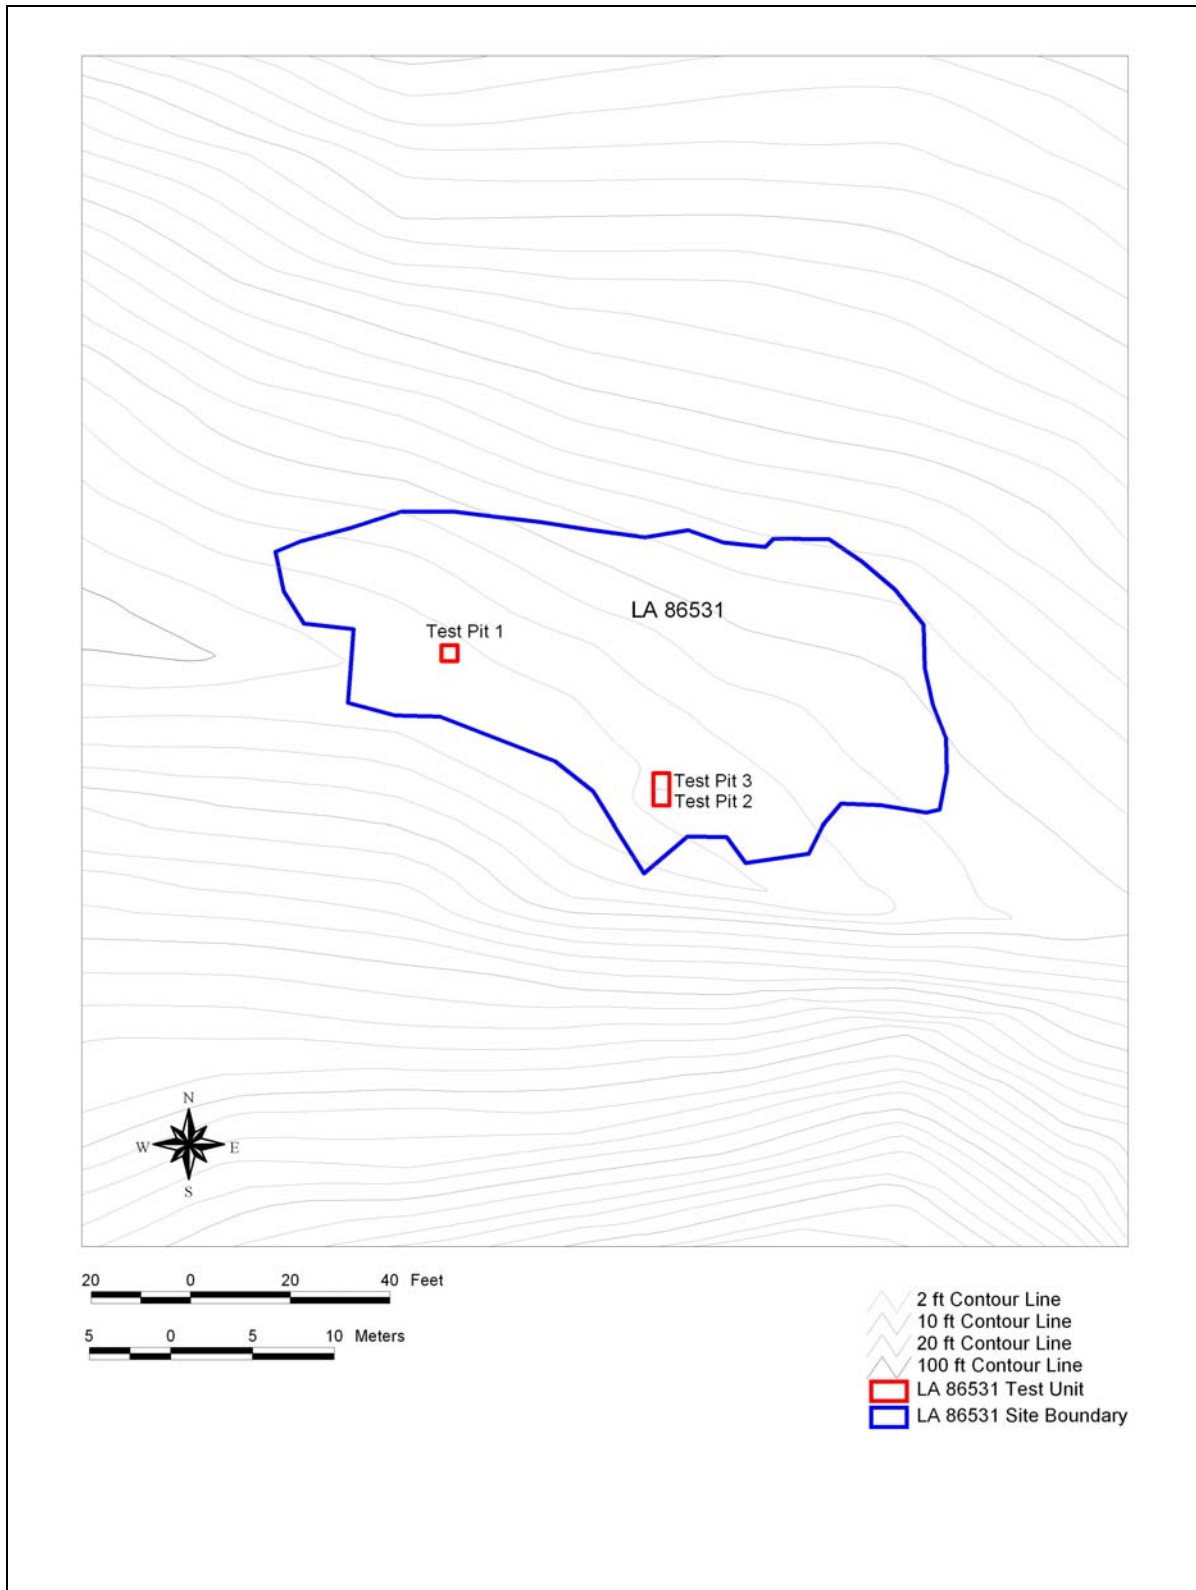 LA 86531
Test Pit 1
Test Pit 3
Test Pit 2
N
W E
S
20 0 20 40 Feet
5 0 5 10 Meters
2 ft Contour Line
10 ft Contour Line
20 ft Contour Line
100 ft Contour Line
LA 86531 Test Unit
LA 86531 Site Boundary